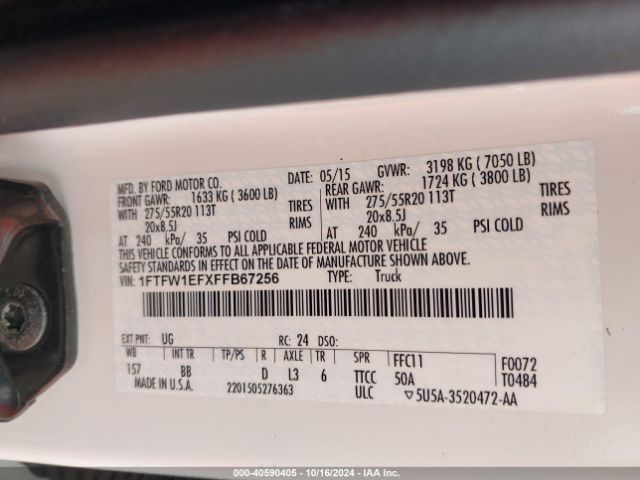 MFD. BY FORD MOTOR CO. DATE: 05/15 GVWR: 3198 KG ( 7050 LB)
FRONT GAWR: 1633 KG ( 3600 LB) REAR GAWR: 1724 KG ( 3800 LB)
WITH 275/55R20 113T TIRES WITH 275/55R20 113T TIRES
20x8.5J RIMS 20x8.5J RIMS
AT 240 kPa/ 35 PSI COLD AT 240 kPa/ 35 PSI COLD
THIS VEHICLE CONFORMS TO ALL APPLICABLE FEDERAL MOTOR VEHICLE
SAFETY STANDARDS IN EFFECT ON THE DATE OF MANUFACTURE SHOWN ABOVE.
VIN: 1FTFW1EFXFFB67256 TYPE: Truck
EXT PNT: UG RC: 24 DSO:
WB INT TR TP/PS R AXLE TR SPR FFC11 F0072
157 BB D L3 6 TTCC 50A T0484
MADE IN U.S.A. 2201505276363 ULC ▽5U5A-3520472-AA
000-40590405 - 10/16/2024 - IAA Inc.